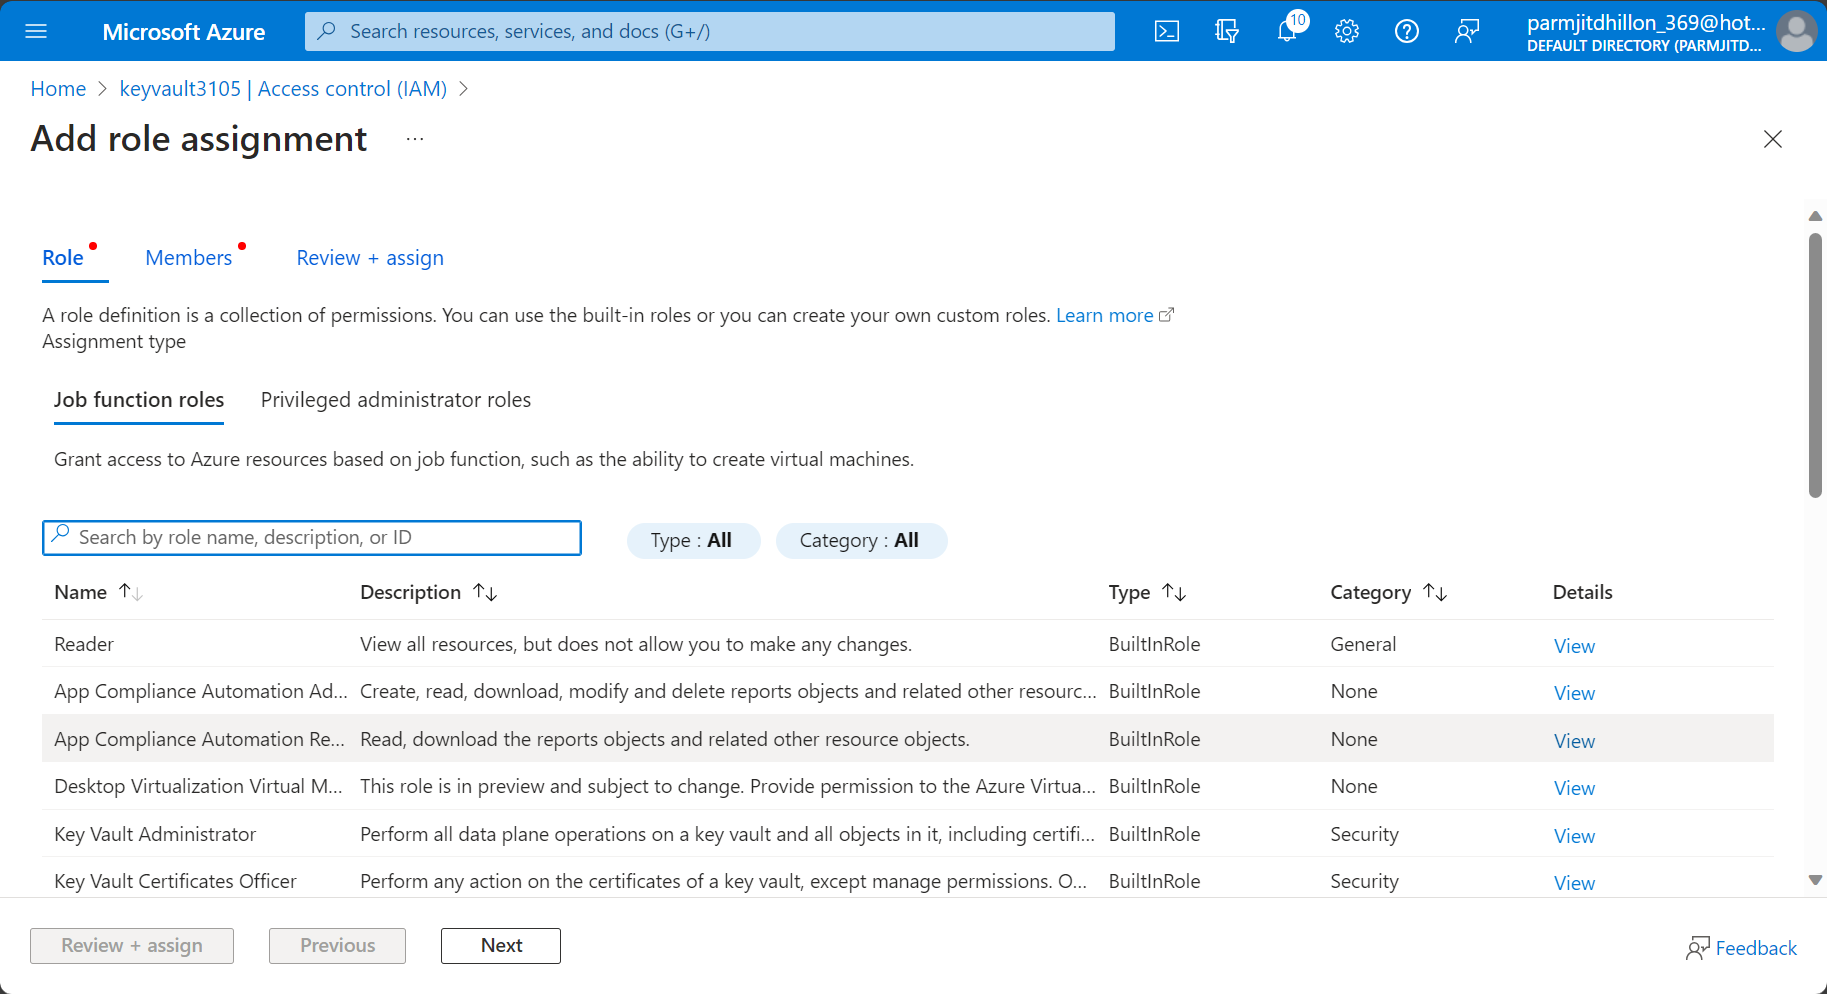 Microsoft Azure
Search resources, services, and docs (G+/)
10
parmjitdhillon_369@hot...
DEFAULT DIRECTORY (PARMJITD...
Home > keyvault3105 | Access control (IAM) >
Add role assignment ...
Role
Members
Review + assign
A role definition is a collection of permissions. You can use the built-in roles or you can create your own custom roles. Learn more
Assignment type
Job function roles
Privileged administrator roles
Grant access to Azure resources based on job function, such as the ability to create virtual machines.
Search by role name, description, or ID
Type : All
Category : All
Name Description Type Category Details
Reader View all resources, but does not allow you to make any changes. BuiltInRole General View
App Compliance Automation Ad... Create, read, download, modify and delete reports objects and related other resourc... BuiltInRole None View
App Compliance Automation Re... Read, download the reports objects and related other resource objects. BuiltInRole None View
Desktop Virtualization Virtual M... This role is in preview and subject to change. Provide permission to the Azure Virtua... BuiltInRole None View
Key Vault Administrator Perform all data plane operations on a key vault and all objects in it, including certifi... BuiltInRole Security View
Key Vault Certificates Officer Perform any action on the certificates of a key vault, except manage permissions. O... BuiltInRole Security View
Review + assign
Previous
Next
Feedback